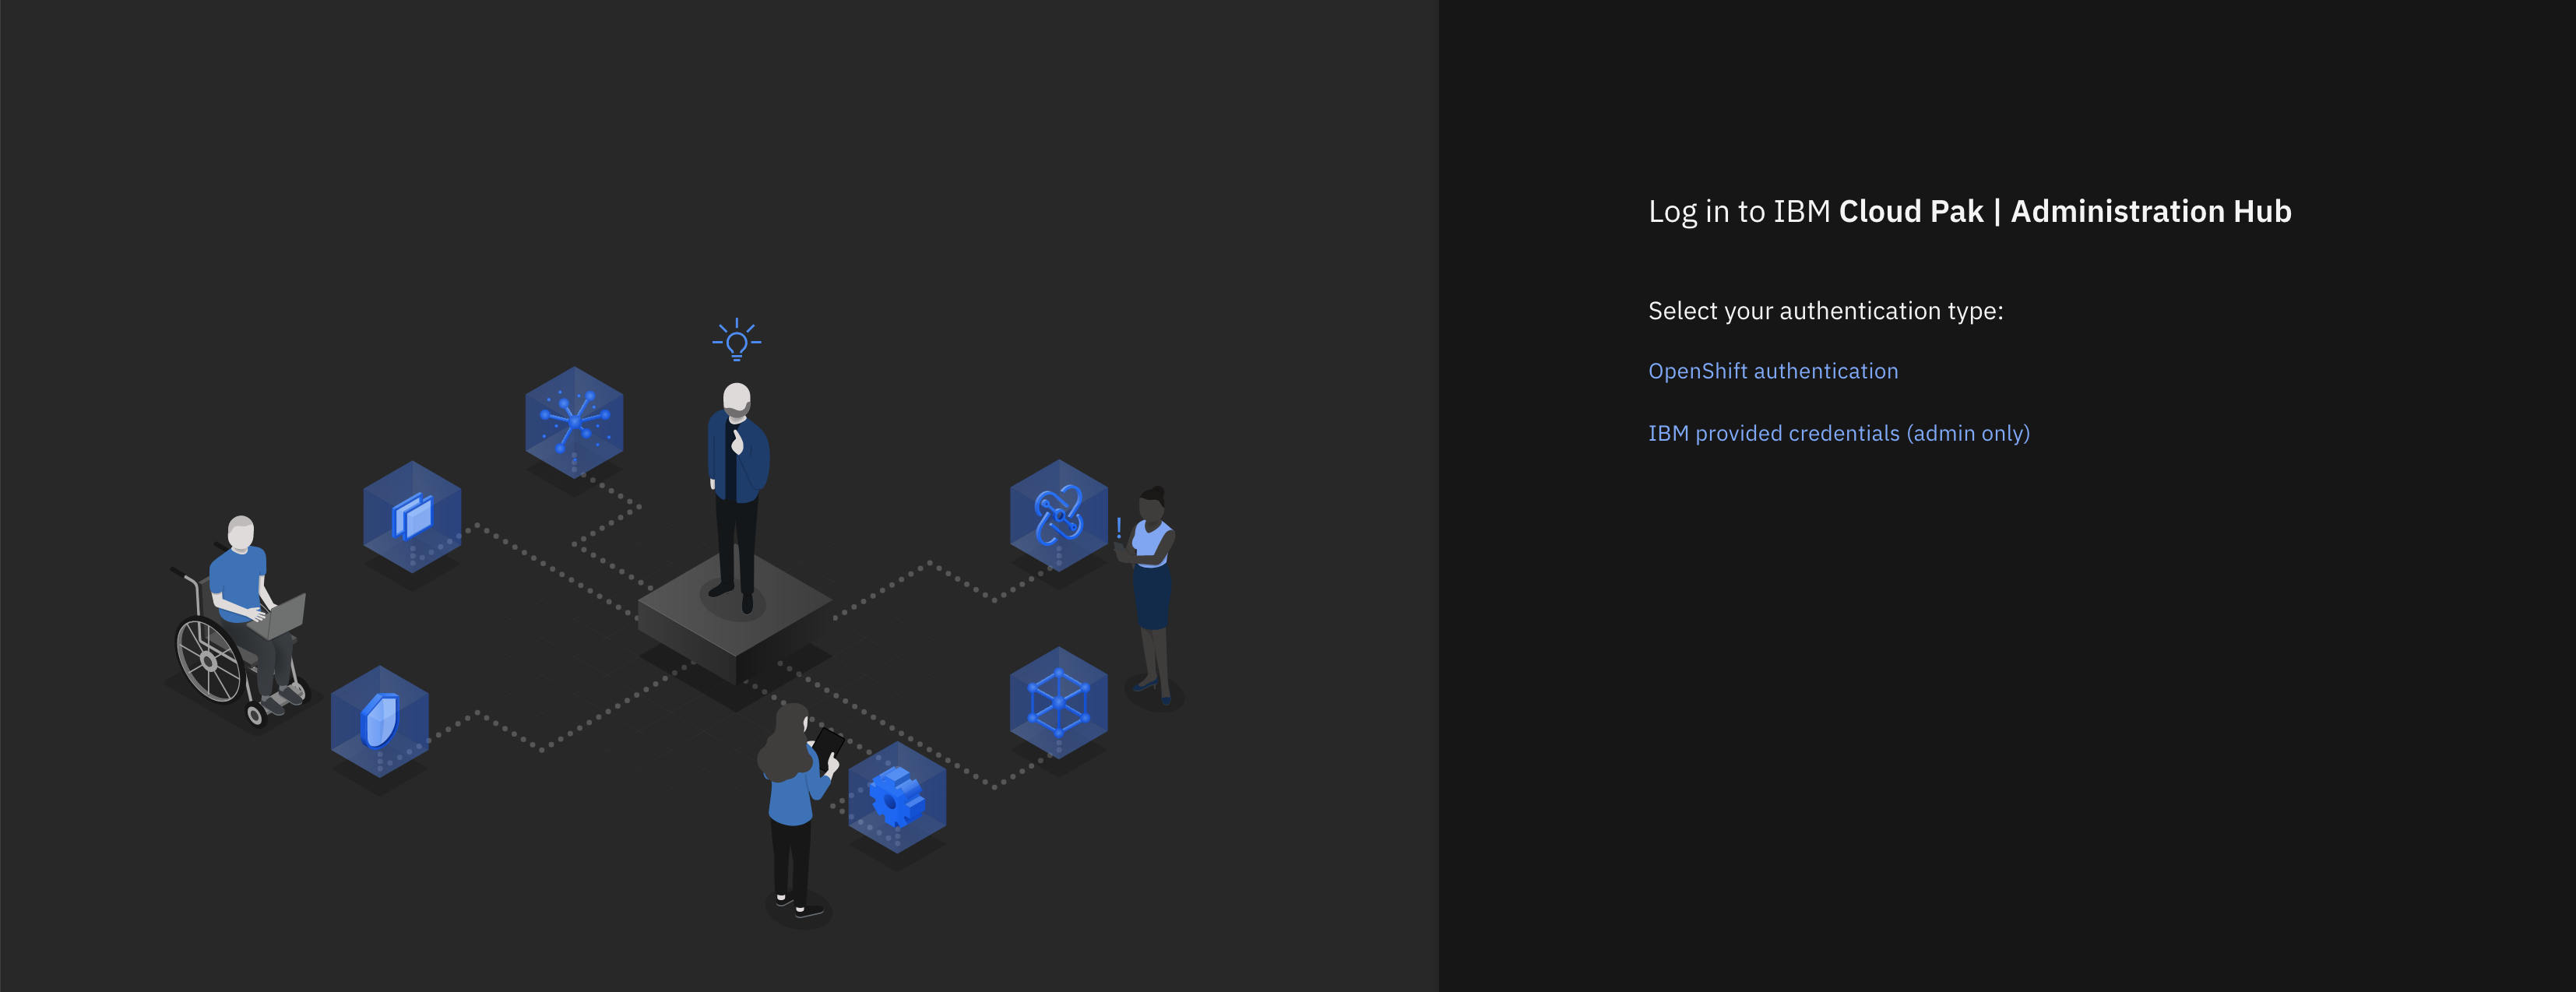 Log in to IBM Cloud Pak | Administration Hub
Select your authentication type:
OpenShift authentication
IBM provided credentials (admin only)